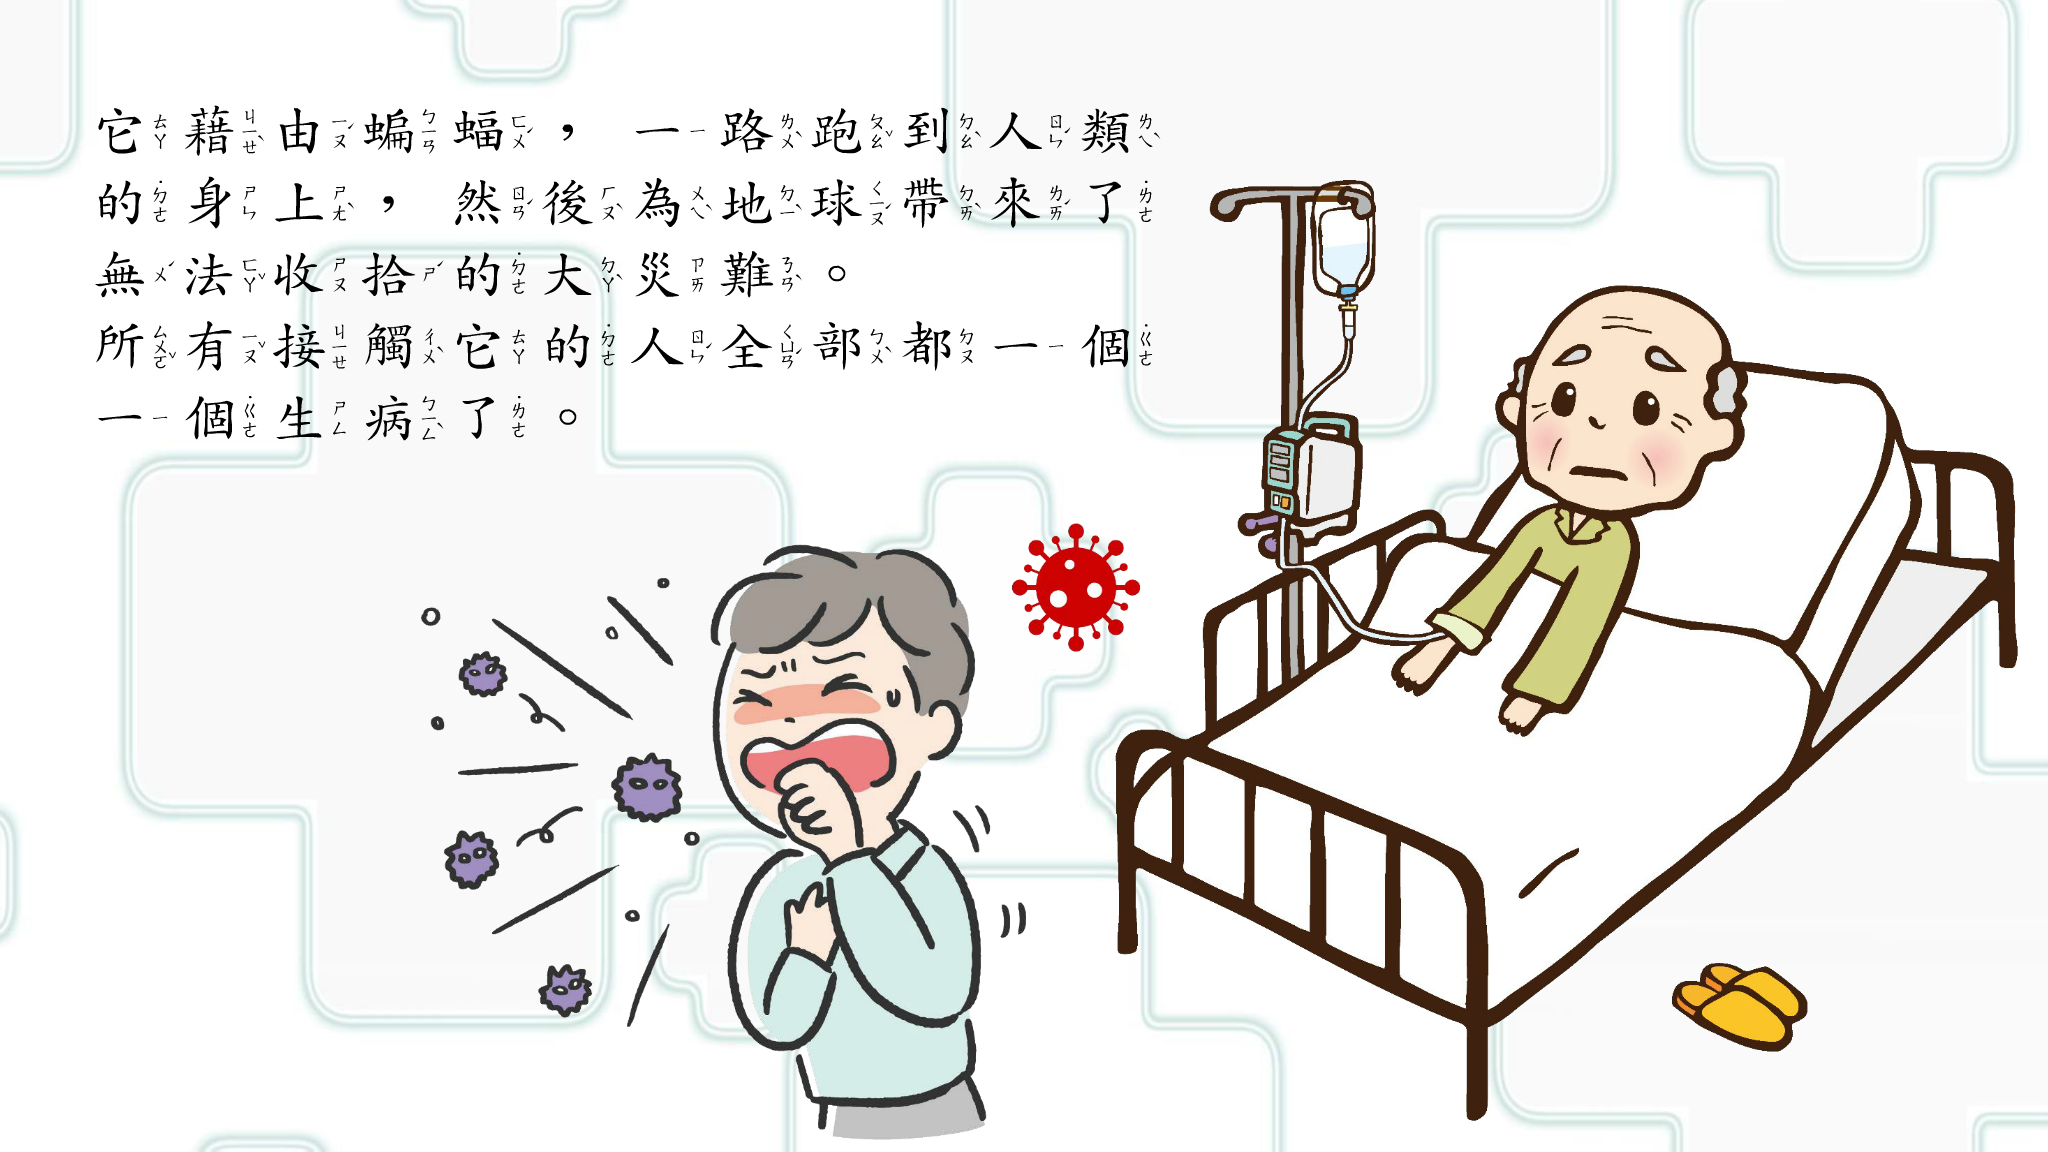 它藉由蝙蝠，一路跑到人類
的身上，然後為地球帶來了
無法收拾的大災難。
所有接觸它的人全部都一個
一個生病了。